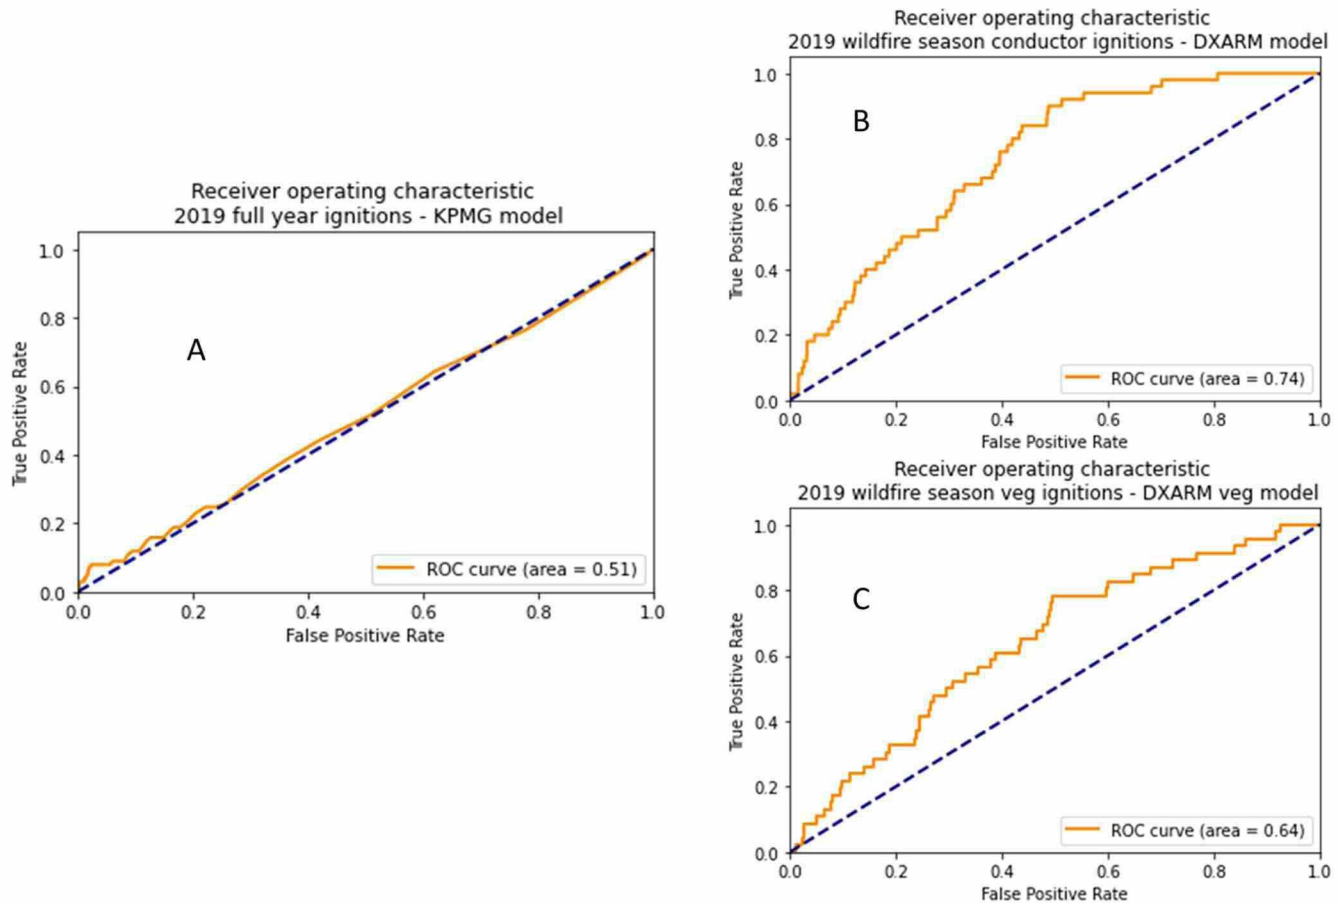 Receiver operating characteristic
2019 full year ignitions - KPMG model
A
True Positive Rate
1.0
0.8
0.6
0.4
0.2
0.0
0.0 0.2 0.4 0.6 0.8 1.0
False Positive Rate
ROC curve (area = 0.51)
Receiver operating characteristic
2019 wildfire season conductor ignitions - DXARM model
B
True Positive Rate
1.0
0.8
0.6
0.4
0.2
0.0
0.0 0.2 0.4 0.6 0.8 1.0
False Positive Rate
ROC curve (area = 0.74)
Receiver operating characteristic
2019 wildfire season veg ignitions - DXARM veg model
C
True Positive Rate
1.0
0.8
0.6
0.4
0.2
0.0
0.0 0.2 0.4 0.6 0.8 1.0
False Positive Rate
ROC curve (area = 0.64)